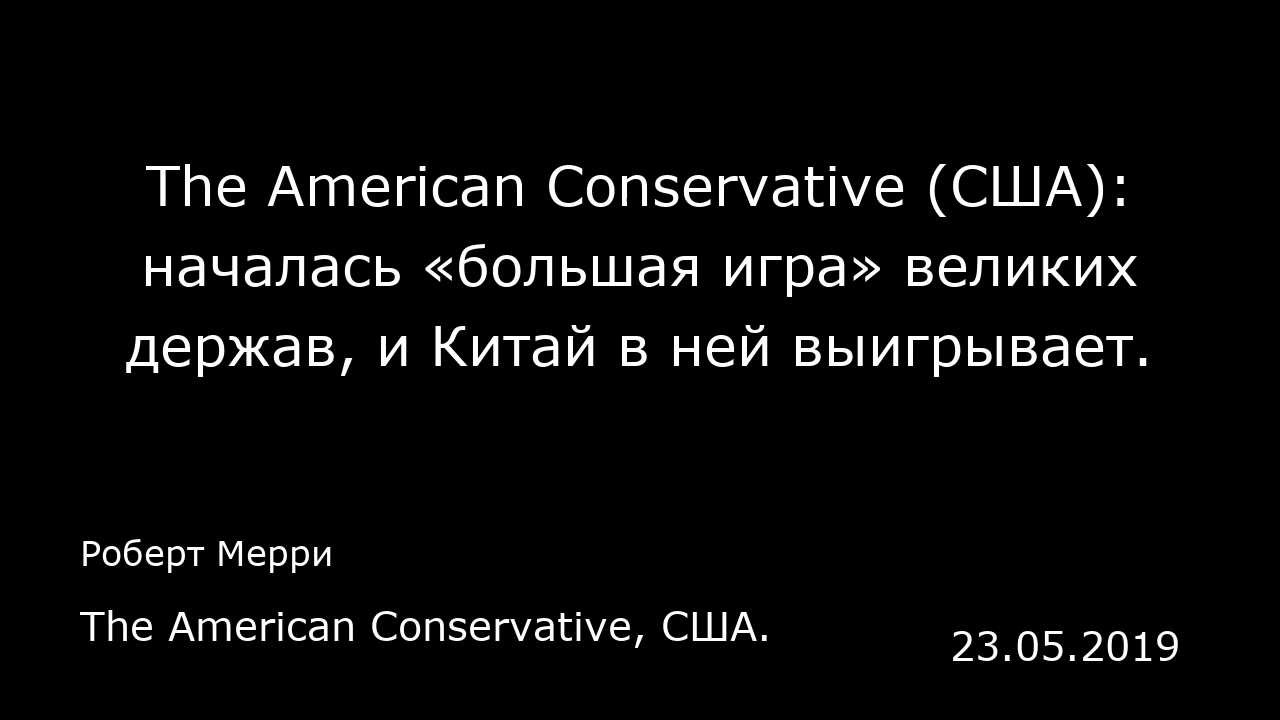 The American Conservative (США):
началась «большая игра» великих
держав, и Китай в ней выигрывает.
Роберт Мерри
The American Conservative, США.
23.05.2019